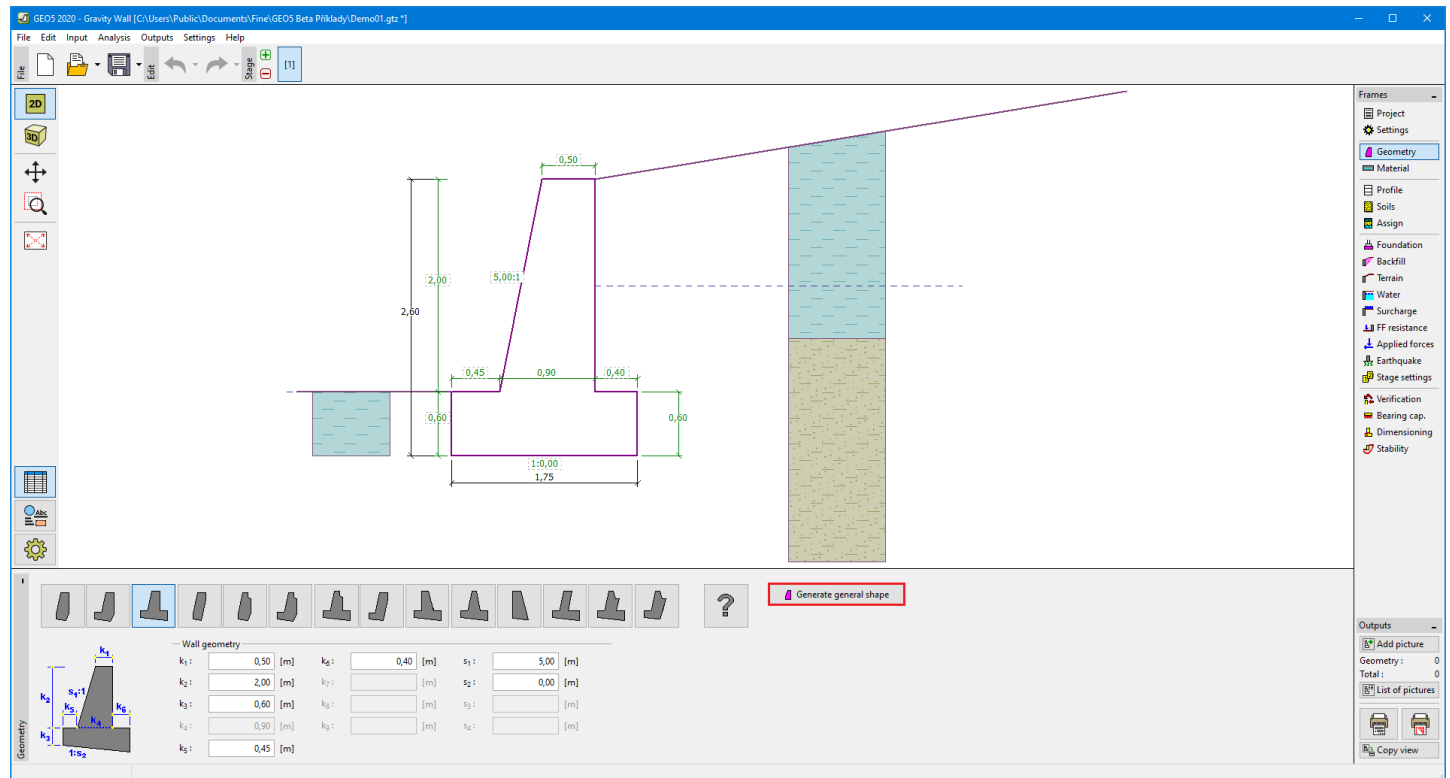 GEO5 2020 - Gravity Wall [C:\Users\Public\Documents\Fine\GEO5 Beta Příklady\Demo01.gtz *]
File Edit Input Analysis Outputs Settings Help
File Edit Stage [1]
2D
3D
Abc
0,50
2,00
5,00:1
2,60
0,45 0,90 0,40
0,60 0,60
1:0,00
1,75
Frames
Project
Settings
Geometry
Material
Profile
Soils
Assign
Foundation
Backfill
Terrain
Water
Surcharge
FF resistance
Applied forces
Earthquake
Stage settings
Verification
Bearing cap.
Dimensioning
Stability
Outputs
Add picture
Geometry : 0
Total : 0
List of pictures
Copy view
Geometry
? Generate general shape
Wall geometry
k₁ : 0,50 [m] k₆ : 0,40 [m] s₁ : 5,00 [m]
k₂ : 2,00 [m] k₇ : [m] s₂ : 0,00 [m]
k₃ : 0,60 [m] k₈ : [m] s₃ : [m]
k₄ : 0,90 [m] k₉ : [m] s₄ : [m]
k₅ : 0,45 [m]
k₁
k₂ s₁:1
k₅ k₄ k₆
k₃
1:s₂